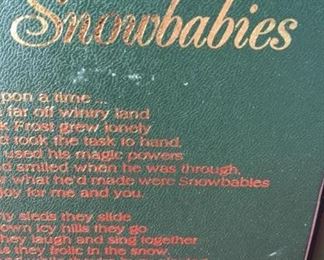 Snowbabies
pon a time ...
far off wintry land
k Frost grew lonely
d took the task to hand.
used his magic powers
d smiled when he was through.
what he'd made were Snowbabies
joy for me and you.
ny sleds they slide
own icy hills they go
hey laugh and sing together
s they frolic in the snow.